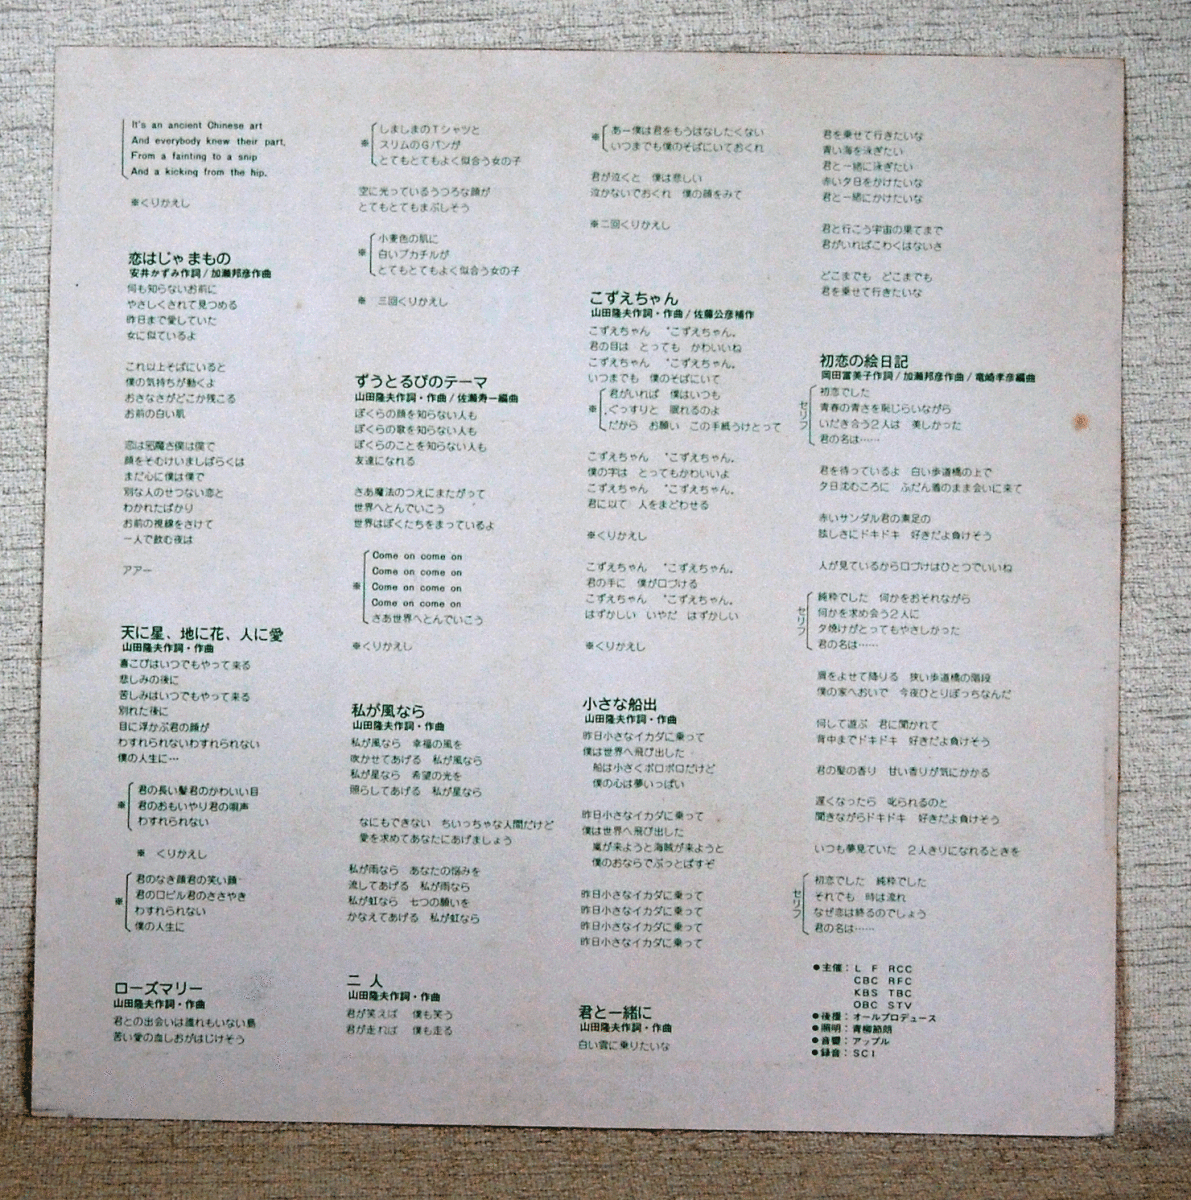 It's an ancient Chinese art
And everybody knew their part.
From a fainting to a snip
And a kicking from the hip.
※くりかえし
恋はじゃまもの
安井かずみ作詞/加瀬邦彦作曲
何も知らないお前に
やさしくされて見つめる
昨日まで愛していた
女に似ているよ
これ以上そばにいると
僕の気持ちが動くよ
おさなさがどこか残こる
お前の白い肌
恋は邪魔さ僕は僕で
顔をそむけいましばらくは
まだ心に僕は僕で
別な人のせつない恋と
わかれたばかり
お前の視線をさけて
一人で飲む夜は
アアー
天に星、地に花、人に愛
山田隆夫作詞・作曲
喜こびはいつでもやって来る
悲しみの後に
苦しみはいつでもやって来る
別れた後に
目に浮かぶ君の顔が
わすれられないわすれられない
僕の人生に…
※
君の長い髪君のかわいい目
君のおもいやり君の唄声
わすれられない
※ くりかえし
※
君のなき顔君の笑い顔
君の口ビル君のささやき
わすれられない
僕の人生に
ローズマリー
山田隆夫作詞・作曲
君との出会いは誰れもいない島
苦い愛の血しおがはじけそう
※
しましまのTシャツと
スリムのGパンが
とてもとてもよく似合う女の子
空に光っているうつろな顔が
とてもとてもまぶしそう
※
小麦色の肌に
白いブカチルが
とてもとてもよく似合う女の子
※ 三回くりかえし
ずうとるびのテーマ
山田隆夫作詞・作曲/佐瀬寿一編曲
ぼくらの顔を知らない人も
ぼくらの歌を知らない人も
ぼくらのことを知らない人も
友達になれる
さあ魔法のつえにまたがって
世界へとんでいこう
世界はぼくたちをまっているよ
※
Come on come on
Come on come on
Come on come on
Come on come on
さあ世界へとんでいこう
※くりかえし
私が風なら
山田隆夫作詞・作曲
私が風なら 幸福の風を
吹かせてあげる 私が風なら
私が星なら 希望の光を
照らしてあげる 私が星なら
なにもできない ちいっちゃな人間だけど
愛を求めてあなたにあげましょう
私が雨なら あなたの悩みを
流してあげる 私が雨なら
私が虹なら 七つの願いを
かなえてあげる 私が虹なら
二人
山田隆夫作詞・作曲
君が笑えば 僕も笑う
君が走れば 僕も走る
※
あー僕は君をもうはなしたくない
いつまでも僕のそばにいておくれ
君が泣くと 僕は悲しい
泣かないでおくれ 僕の顔をみて
※二回くりかえし
こずえちゃん
山田隆夫作詞・作曲/佐藤公彦補作
こずえちゃん “こずえちゃん。
君の目は とっても かわいいね
こずえちゃん “こずえちゃん。
いつまでも 僕のそばにいて
※
君がいれば 僕はいつも
ぐっすりと 眠れるのよ
だから お願い この手紙うけとって
こずえちゃん “こずえちゃん。
僕の字は とってもかわいいよ
こずえちゃん “こずえちゃん。
君に以て 人をまどわせる
※くりかえし
こずえちゃん “こずえちゃん。
君の手に 僕が口づける
こずえちゃん “こずえちゃん。
はずかしい いやだ はずかしい
※くりかえし
小さな船出
山田隆夫作詞・作曲
昨日小さなイカダに乗って
僕は世界へ飛び出した
船は小さくボロボロだけど
僕の心は夢いっぱい
昨日小さなイカダに乗って
僕は世界へ飛び出した
嵐が来ようと海賊が来ようと
僕のおならでぶっとばすぞ
昨日小さなイカダに乗って
昨日小さなイカダに乗って
昨日小さなイカダに乗って
昨日小さなイカダに乗って
君と一緒に
山田隆夫作詞・作曲
白い雲に乗りたいな
君を乗せて行きたいな
青い海を泳ぎたい
君と一緒に泳ぎたい
赤い夕日をかけたいな
君と一緒にかけたいな
君と行こう宇宙の果てまで
君がいればこわくはないさ
どこまでも どこまでも
君を乗せて行きたいな
初恋の絵日記
岡田冨美子作詞/加瀬邦彦作曲/竜崎孝彦編曲
セリフ
初恋でした
青春の青さを恥じらいながら
いだき合う2人は 美しかった
君の名は……
君を待っているよ 白い歩道橋の上で
夕日沈むころに ふだん着のまま会いに来て
赤いサンダル君の素足の
眩しさにドキドキ 好きだよ負けそう
人が見ているから口づけはひとつでいいね
セリフ
純粋でした 何かをおそれながら
何かを求め合う2人に
夕焼けがとってもやさしかった
君の名は……
肩をよせて降りる 狭い歩道橋の階段
僕の家へおいで 今夜ひとりぼっちなんだ
何して遊ぶ 君に聞かれて
背中までドキドキ 好きだよ負けそう
君の髪の香り 甘い香りが気にかかる
遅くなったら 叱られるのと
聞きながらドキドキ 好きだよ負けそう
いつも夢見ていた 2人きりになれるときを
セリフ
初恋でした 純粋でした
それでも 時は流れ
なぜ恋は終るのでしょう
君の名は……
●主催：LF RCC
CBC RFC
KBS TBC
OBC STV
●後援：オールプロデュース
●照明：青柳節朗
●音響：アップル
●録音：SCI